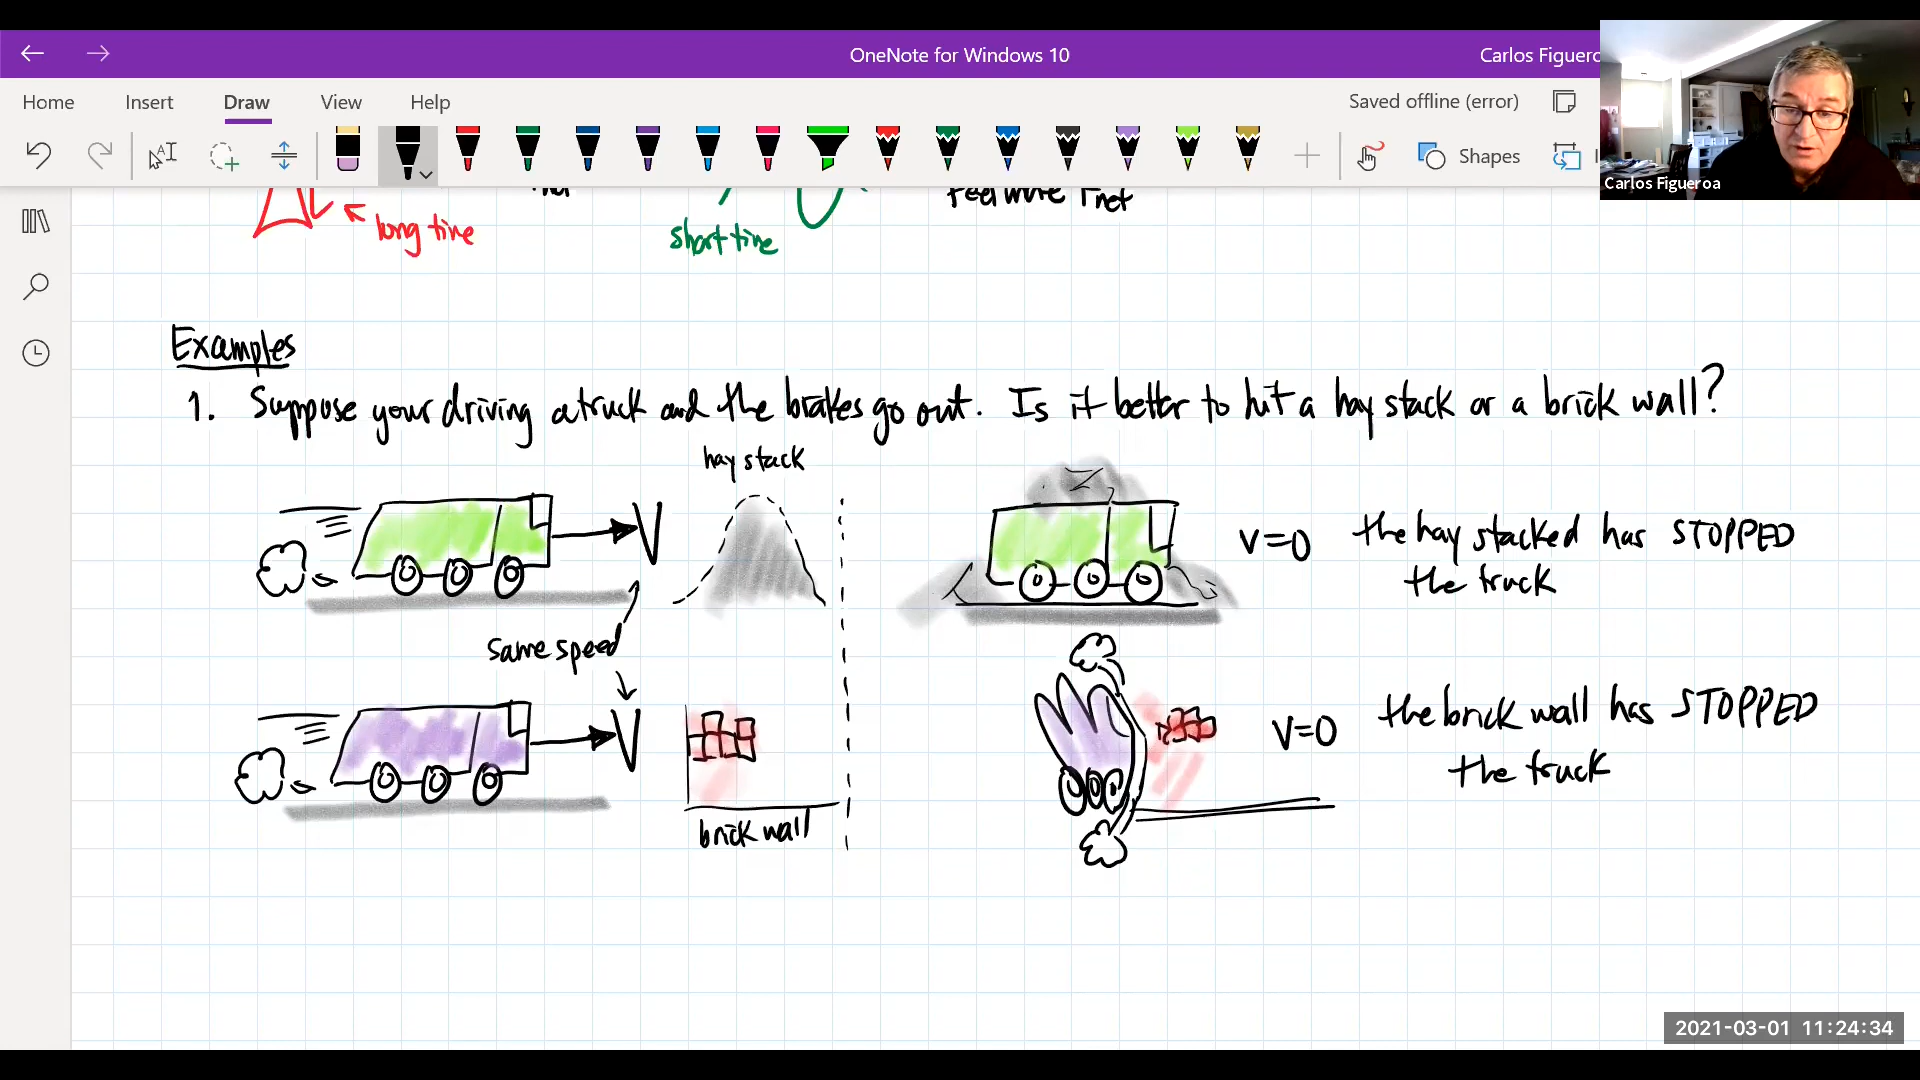 OneNote for Windows 10
Carlos Figuero
Home Insert Draw View Help
Saved offline (error)
Shapes
Carlos Figueroa
Feel more Fnet
long time
short time
Examples
1. Suppose your driving a truck and the brakes go out. Is it better to hit a hay stack or a brick wall?
hay stack
V
V=0 the hay stacked has STOPPED
the truck
same speed
V
V=0 the brick wall has STOPPED
the truck
brick wall
2021-03-01 11:24:34